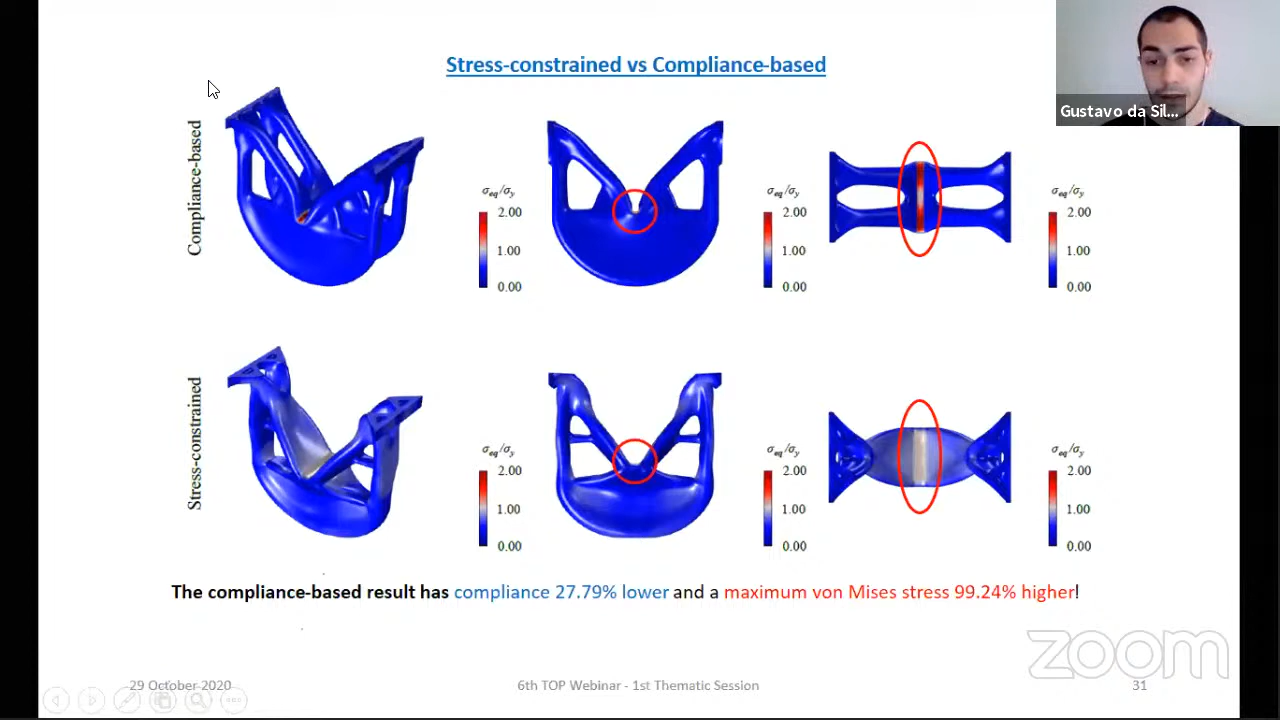 Stress-constrained vs Compliance-based
Gustavo da Sil...
Compliance-based
σeq/σy
2.00
1.00
0.00
σeq/σy
2.00
1.00
0.00
σeq/σy
2.00
1.00
0.00
Stress-constrained
σeq/σy
2.00
1.00
0.00
σeq/σy
2.00
1.00
0.00
σeq/σy
2.00
1.00
0.00
The compliance-based result has compliance 27.79% lower and a maximum von Mises stress 99.24% higher!
zoom
29 October 2020
6th TOP Webinar - 1st Thematic Session
31